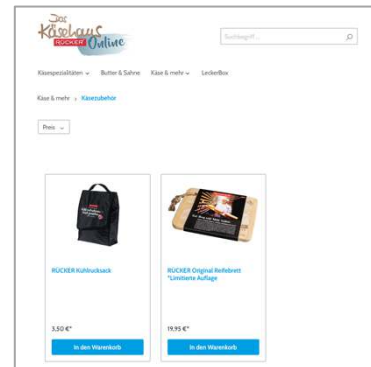 Das
Käsehaus
RÜCKER Online
Suchbegriff ...
Käsespezialitäten Butter & Sahne Käse & mehr LeckerBox
Käse & mehr > Käsezubehör
Preis
RÜCKER Kühlrucksack
RÜCKER Original Reifebrett
*Limitierte Auflage
3,50 €*
19,95 €*
In den Warenkorb
In den Warenkorb